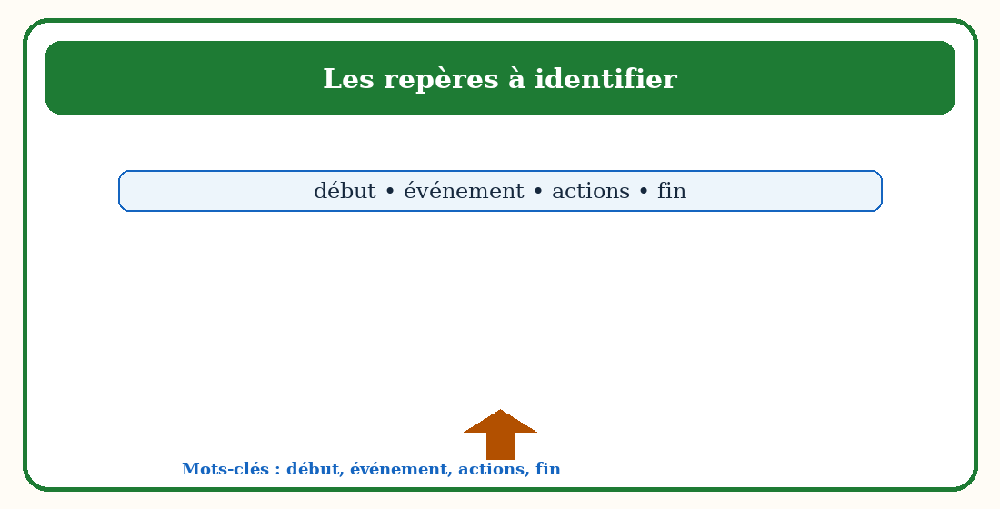 Les repères à identifier
début • événement • actions • fin
Mots-clés : début, événement, actions, fin